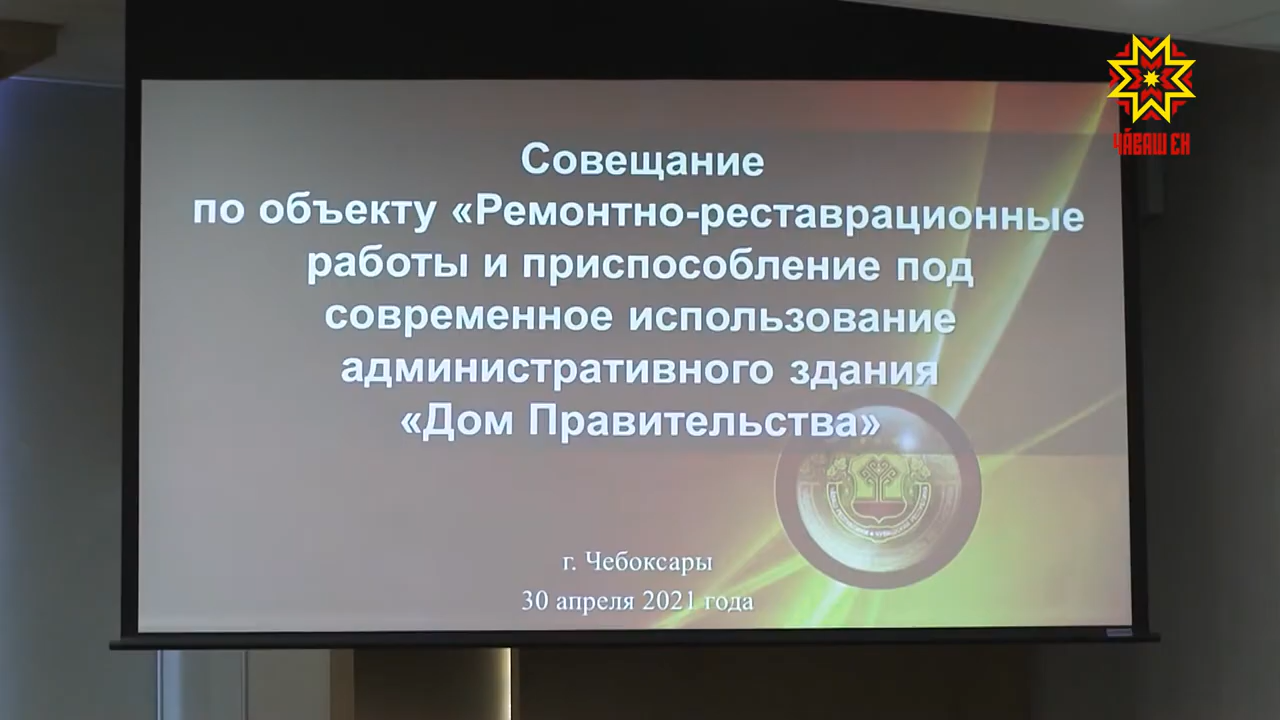 ЧӐВАШ ЕН
Совещание
по объекту «Ремонтно-реставрационные
работы и приспособление под
современное использование
административного здания
«Дом Правительства»
г. Чебоксары
30 апреля 2021 года